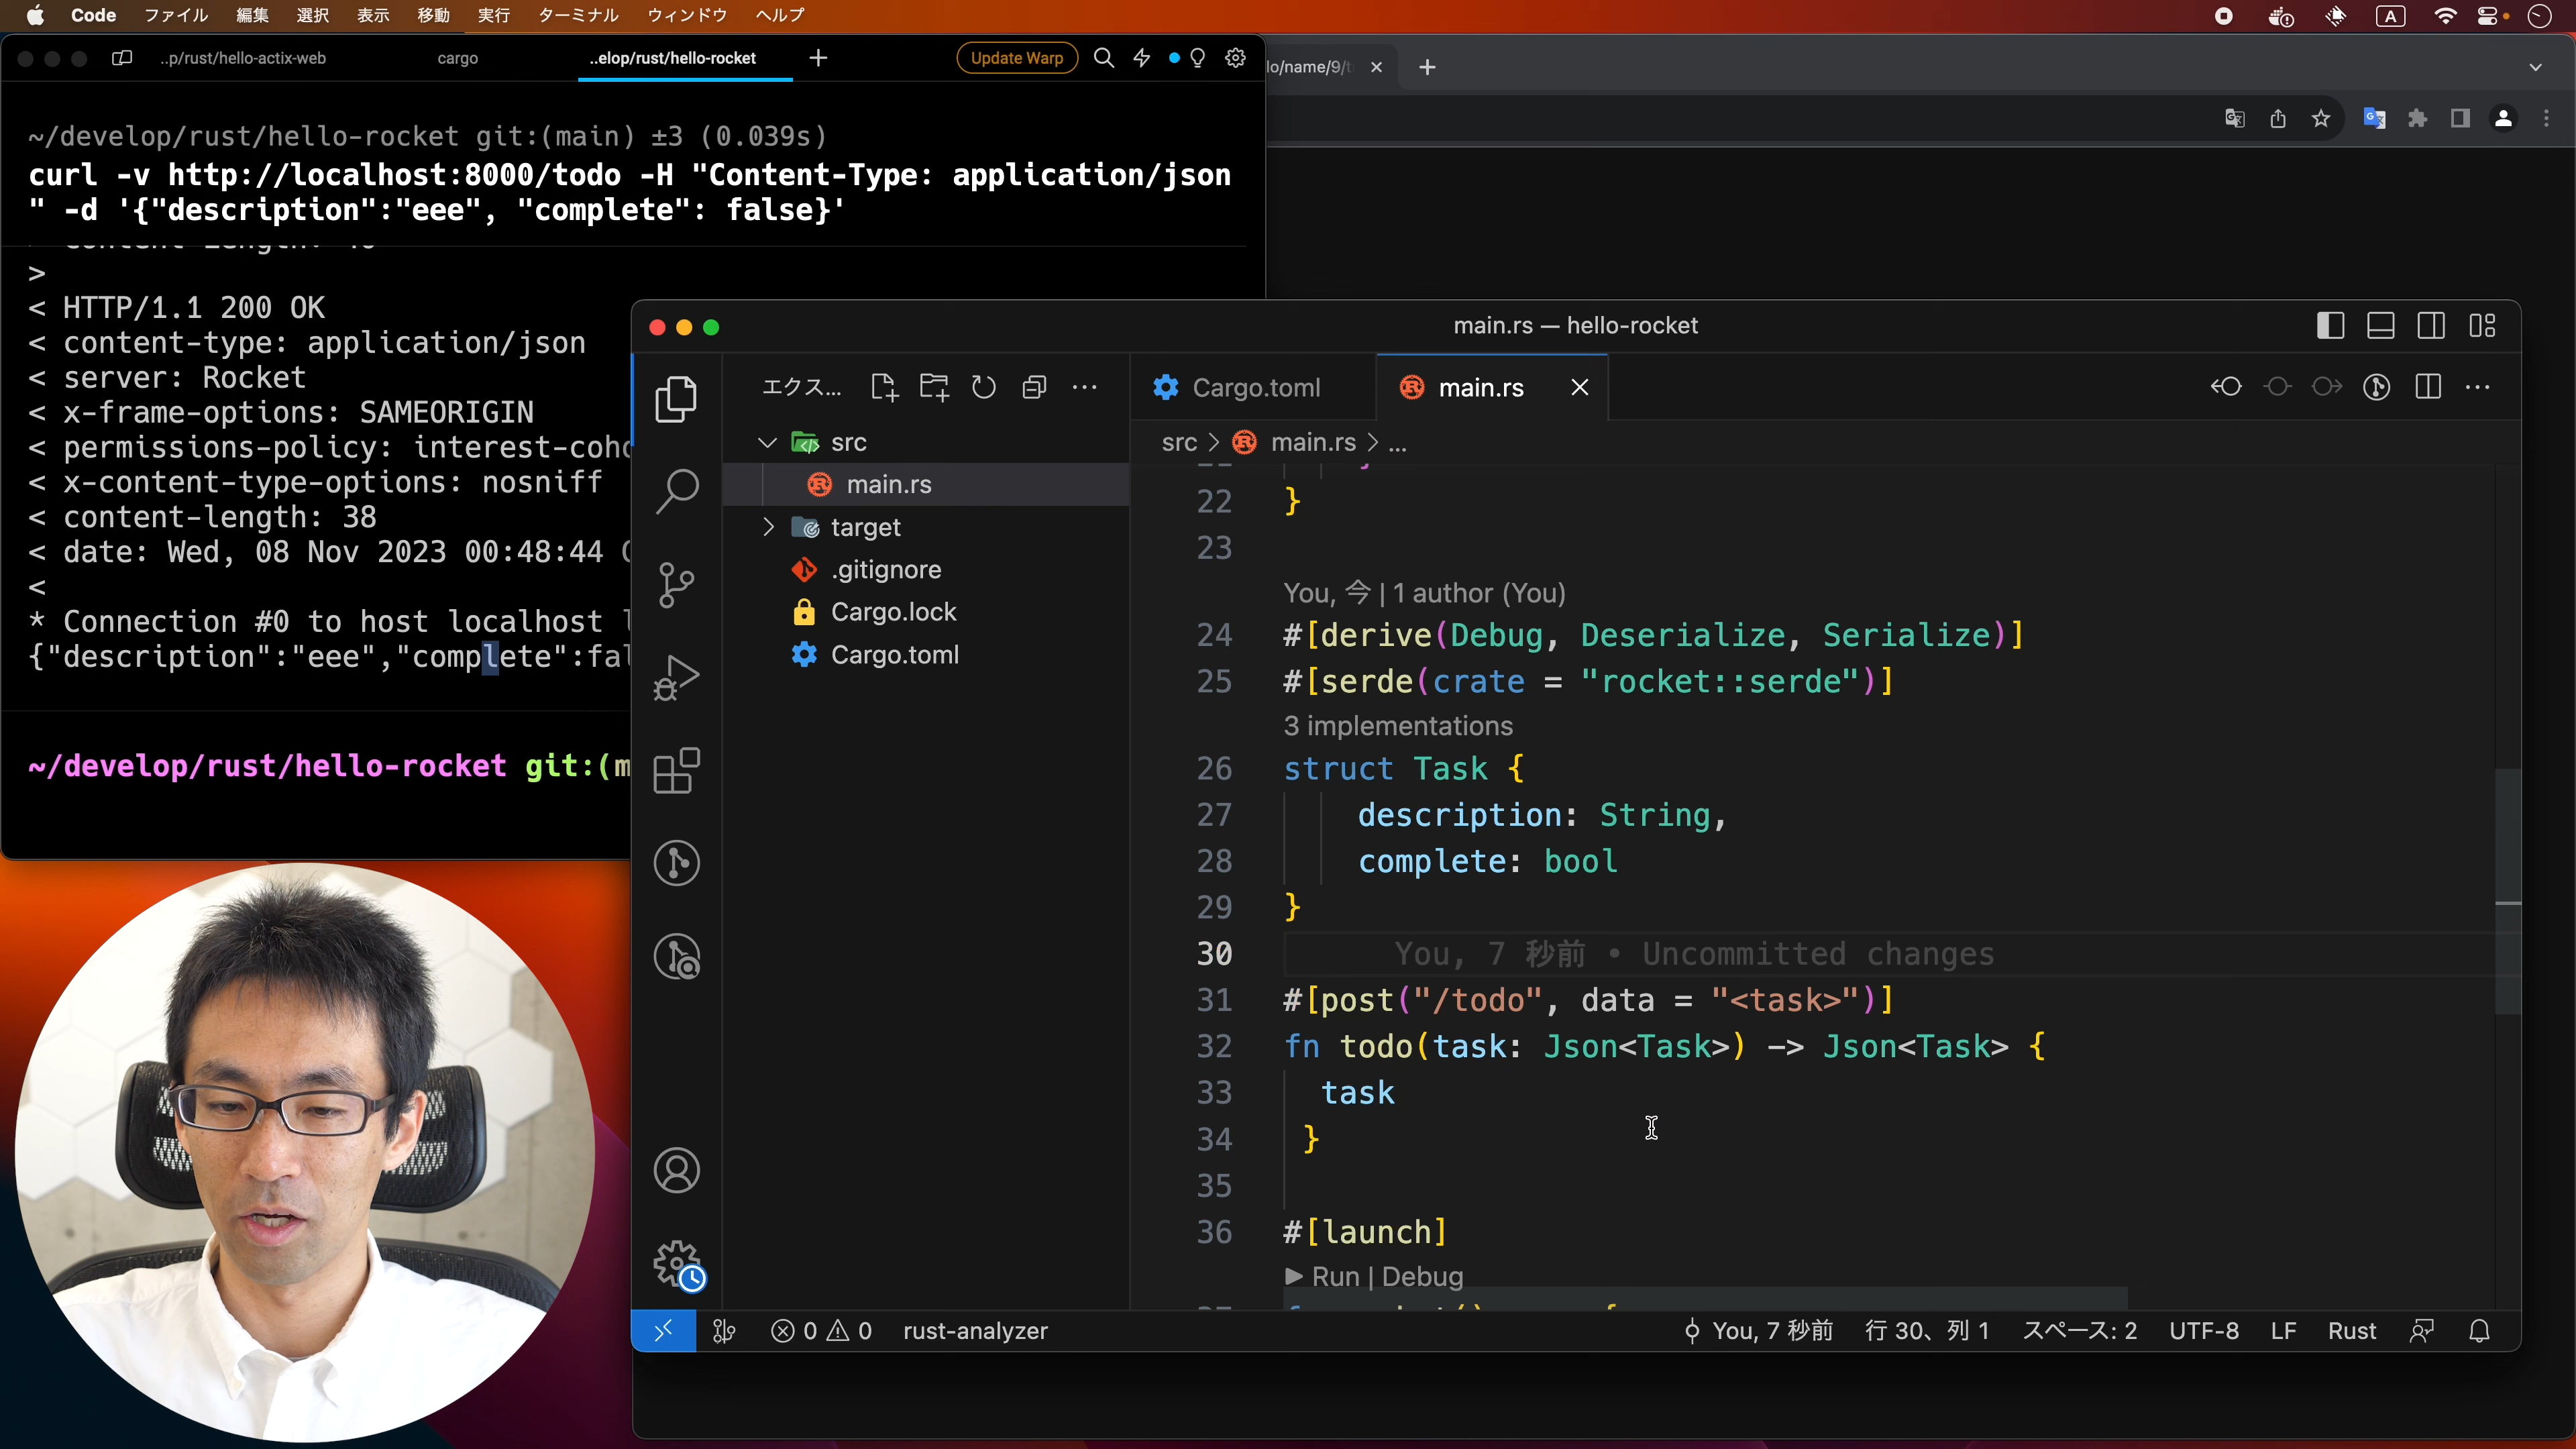 Code ファイル 編集 選択 表示 移動 実行 ターミナル ウィンドウ ヘルプ
A
..p/rust/hello-actix-web
cargo
..elop/rust/hello-rocket
Update Warp
lo/name/9/t
~/develop/rust/hello-rocket git:(main) ±3 (0.039s)
curl -v http://localhost:8000/todo -H "Content-Type: application/json
" -d '{"description":"eee", "complete": false}'
>
< HTTP/1.1 200 OK
< content-type: application/json
< server: Rocket
< x-frame-options: SAMEORIGIN
< permissions-policy: interest-coho
< x-content-type-options: nosniff
< content-length: 38
< date: Wed, 08 Nov 2023 00:48:44
<
* Connection #0 to host localhost l
{"description":"eee","complete":fal
~/develop/rust/hello-rocket git:(m
main.rs — hello-rocket
エクス...
src
main.rs
target
.gitignore
Cargo.lock
Cargo.toml
Cargo.toml
main.rs
src > main.rs > ...
22 }
23
You, 今 | 1 author (You)
24 #[derive(Debug, Deserialize, Serialize)]
25 #[serde(crate = "rocket::serde")]
3 implementations
26 struct Task {
27 description: String,
28 complete: bool
29 }
30 You, 7 秒前 • Uncommitted changes
31 #[post("/todo", data = "<task>")]
32 fn todo(task: Json<Task>) -> Json<Task> {
33 task
34 }
35
36 #[launch]
Run | Debug
0 0 rust-analyzer
You, 7 秒前 行 30、列 1 スペース: 2 UTF-8 LF Rust